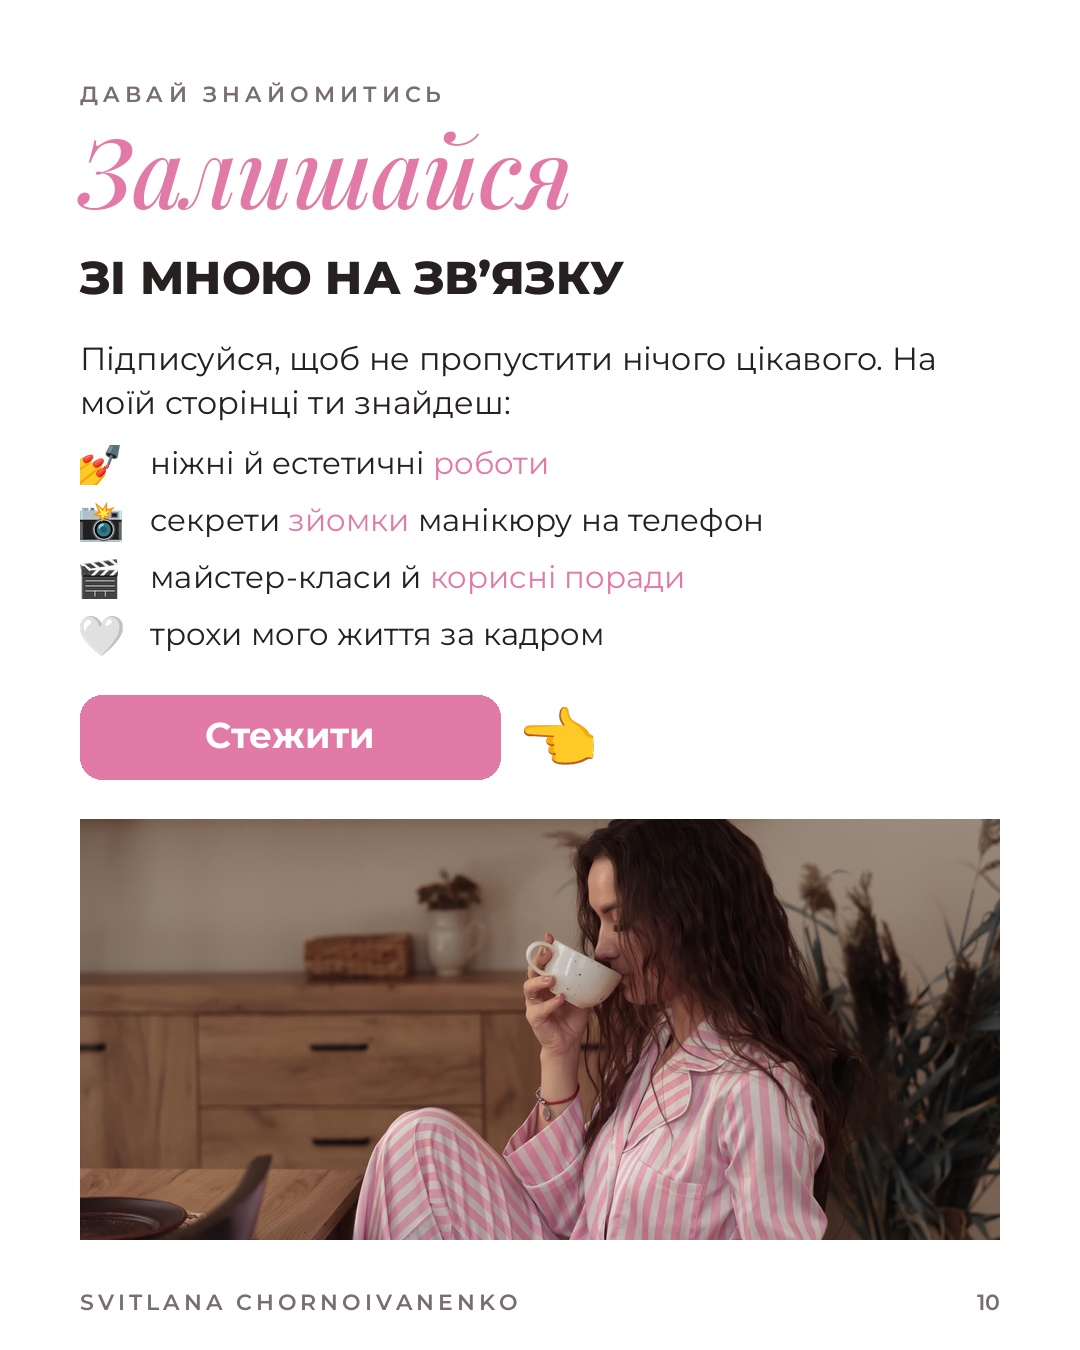 ДАВАЙ ЗНАЙОМИТИСЬ
Залишайся
ЗІ МНОЮ НА ЗВ’ЯЗКУ
Підписуйся, щоб не пропустити нічого цікавого. На
моїй сторінці ти знайдеш:
ніжні й естетичні роботи
секрети зйомки манікюру на телефон
майстер-класи й корисні поради
трохи мого життя за кадром
Стежити
SVITLANA CHORNOIVANENKO
10